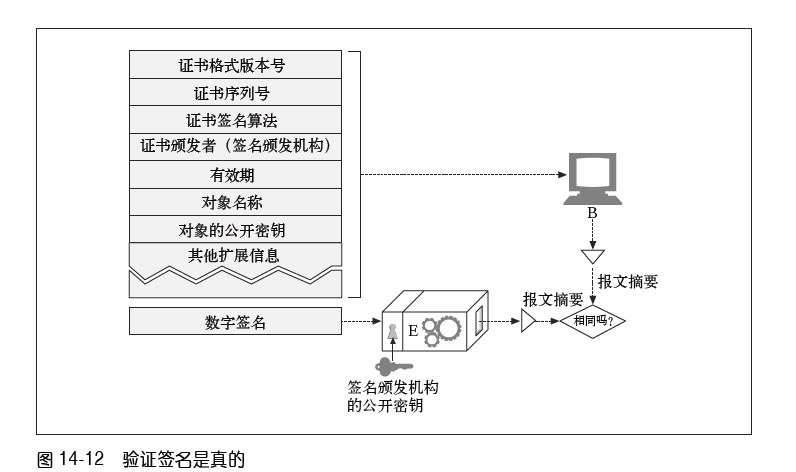 证书格式版本号
证书序列号
证书签名算法
证书颁发者（签名颁发机构）
有效期
对象名称
对象的公开密钥
其他扩展信息
B
报文摘要
数字签名
E
报文摘要
相同吗？
签名颁发机构
的公开密钥
图 14-12 验证签名是真的